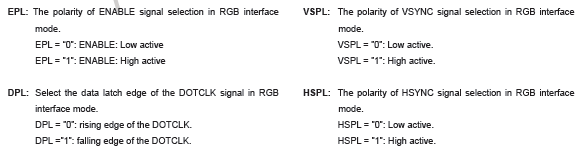 EPL: The polarity of ENABLE signal selection in RGB interface
mode.
EPL = "0": ENABLE: Low active
EPL = "1": ENABLE: High active
DPL: Select the data latch edge of the DOTCLK signal in RGB
interface mode.
DPL = "0": rising edge of the DOTCLK.
DPL ="1": falling edge of the DOTCLK.
VSPL: The polarity of VSYNC signal selection in RGB interface
mode.
VSPL = "0": Low active.
VSPL = "1": High active.
HSPL: The polarity of HSYNC signal selection in RGB interface
mode.
HSPL = "0": Low active.
HSPL = "1": High active.